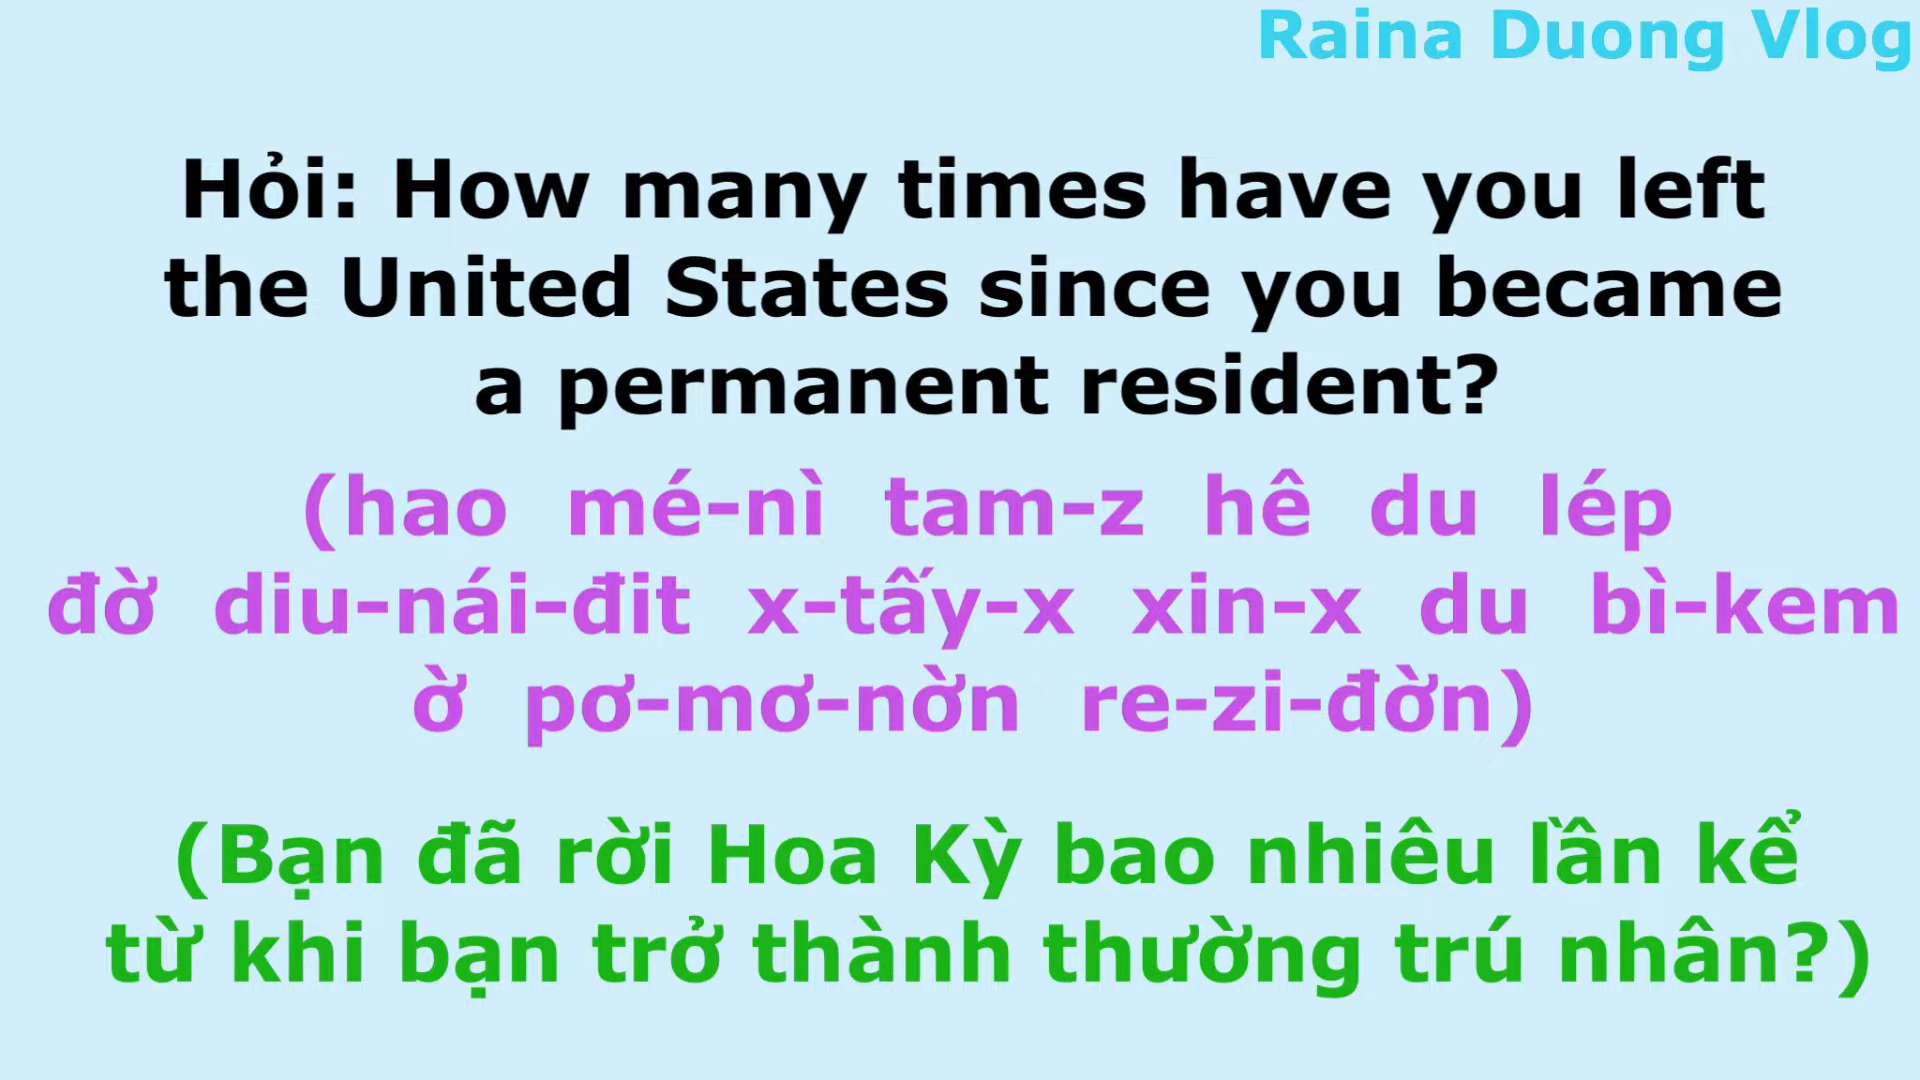 Raina Duong Vlog
Hỏi: How many times have you left
the United States since you became
a permanent resident?
(hao mé-nì tam-z hê du lép
đờ diu-nái-đit x-tấy-x xin-x du bì-kem
ờ pơ-mơ-nờn re-zi-đờn)
(Bạn đã rời Hoa Kỳ bao nhiêu lần kể
từ khi bạn trở thành thường trú nhân?)